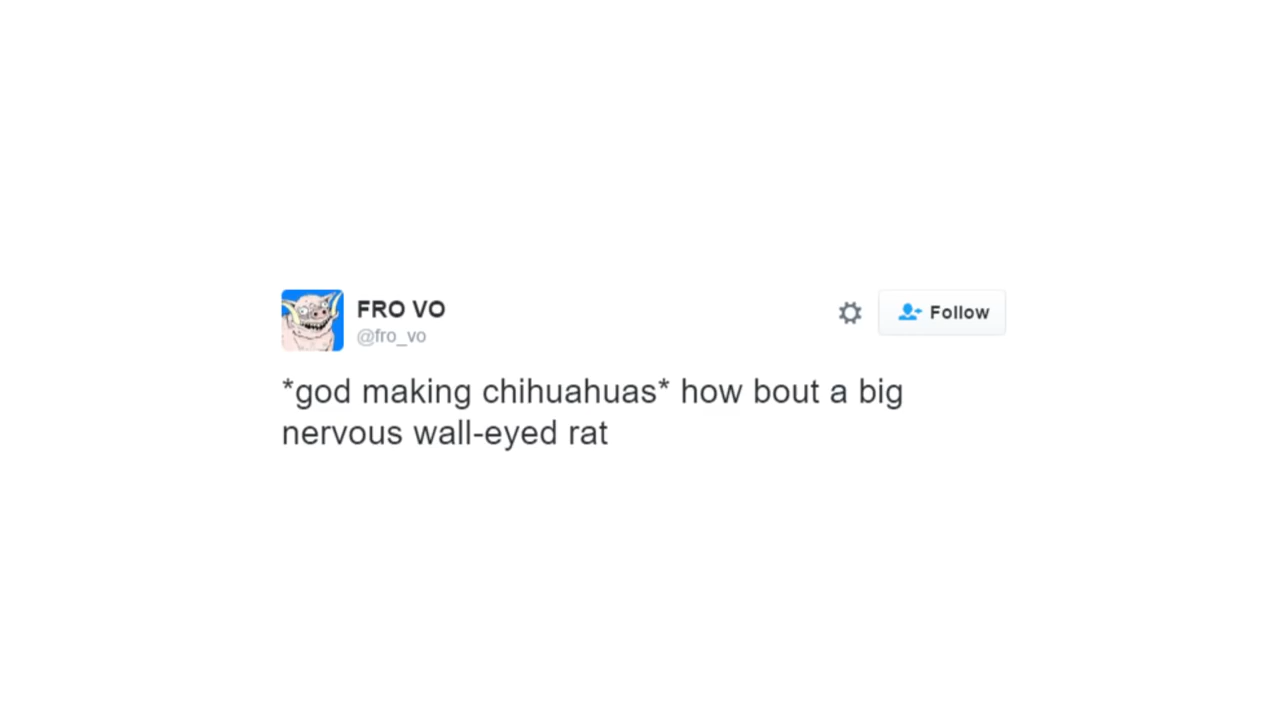 FRO VO
@fro_vo
Follow
*god making chihuahuas* how bout a big
nervous wall-eyed rat